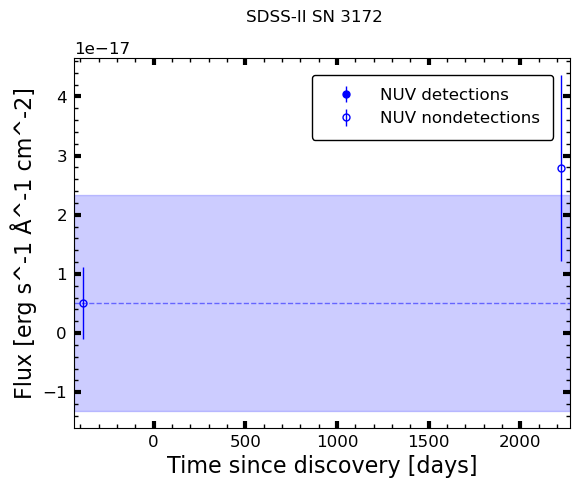 SDSS-II SN 3172
1e−17
NUV detections
NUV nondetections
4
3
2
1
0
−1
Flux [erg s^-1 Å^-1 cm^-2]
0 500 1000 1500 2000
Time since discovery [days]